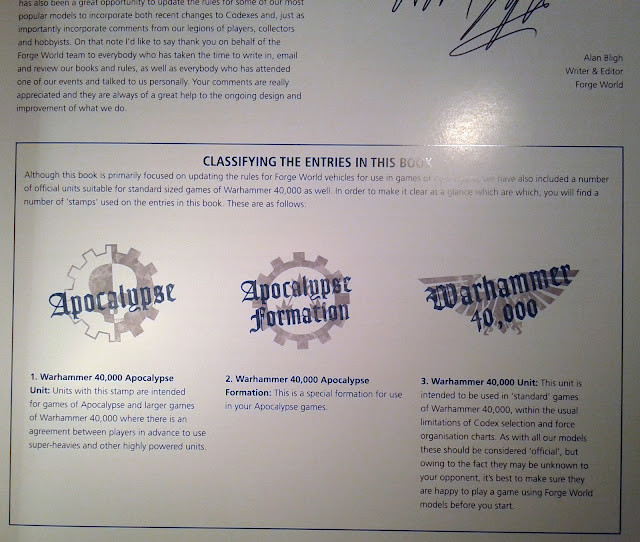 has also been a great opportunity to update the rules for some of our most
popular models to incorporate both recent changes to Codexes and, just as
importantly incorporate comments from our legions of players, collectors
and hobbyists. On that note I'd like to say thank you on behalf of the
Forge World team to everybody who has taken the time to write in, email
and review our books and rules, as well as everybody who has attended
one of our events and talked to us personally. Your comments are really
appreciated and they are always of a great help to the ongoing design and
improvement of what we do.
Alan Bligh
Writer & Editor
Forge World
CLASSIFYING THE ENTRIES IN THIS BOOK
Although this book is primarily focused on updating the rules for Forge World vehicles for use in games of we have also included a number
of official units suitable for standard sized games of Warhammer 40,000 as well. In order to make it clear at a glance which are which, you will find a
number of 'stamps' used on the entries in this book. These are as follows:
Apocalypse
Apocalypse
Formation
Warhammer
40,000
1. Warhammer 40,000 Apocalypse
Unit: Units with this stamp are intended
for games of Apocalypse and larger games
of Warhammer 40,000 where there is an
agreement between players in advance to use
super-heavies and other highly powered units.
2. Warhammer 40,000 Apocalypse
Formation: This is a special formation for use
in your Apocalypse games.
3. Warhammer 40,000 Unit: This unit is
intended to be used in 'standard' games
of Warhammer 40,000, within the usual
limitations of Codex selection and force
organisation charts. As with all our models
these should be considered 'official', but
owing to the fact they may be unknown to
your opponent, it's best to make sure they
are happy to play a game using Forge World
models before you start.